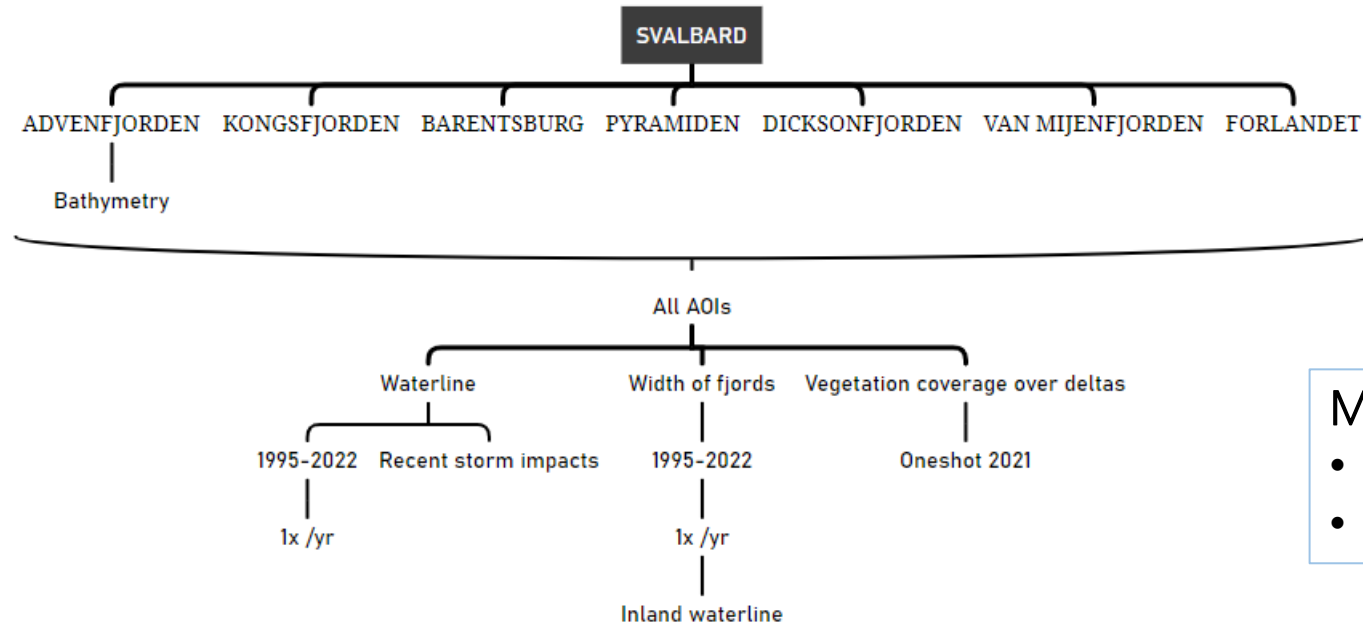 SVALBARD
ADVENFJORDEN KONGSFJORDEN BARENTSBURG PYRAMIDEN DICKSONFJORDEN VAN MIJENFJORDEN FORLANDET
Bathymetry
All AOIs
Waterline Width of fjords Vegetation coverage over deltas
1995-2022 Recent storm impacts 1995-2022 Oneshot 2021
1x /yr 1x /yr
Inland waterline
M
•
•